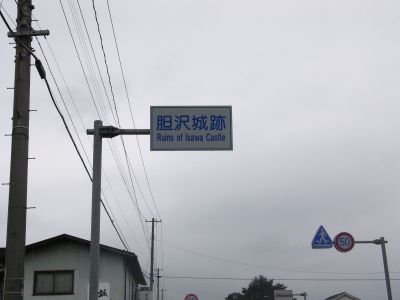 胆沢城跡
Ruins of Isawa Castle
50